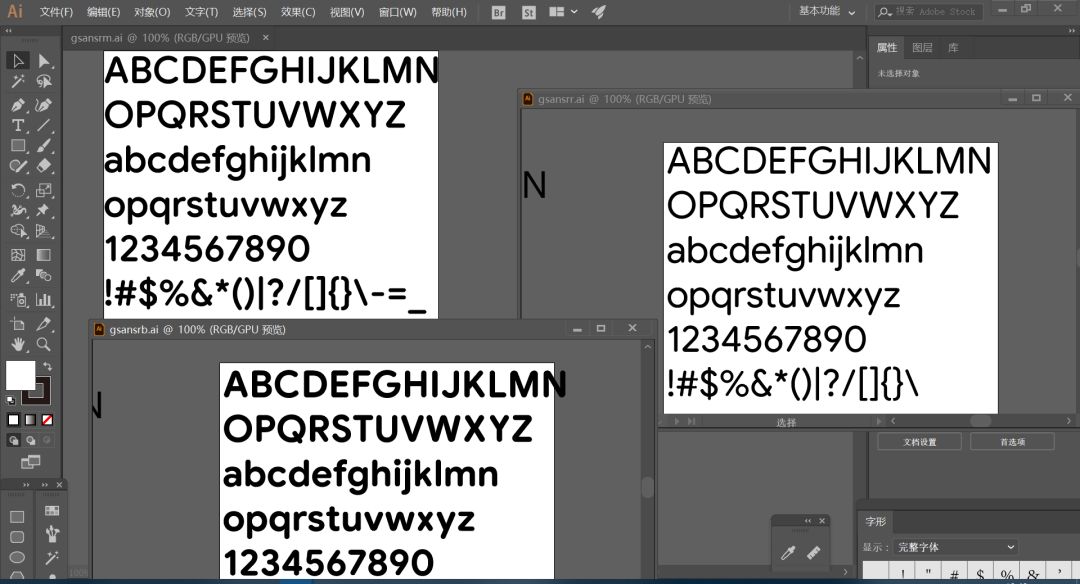 Ai 文件(F) 编辑(E) 对象(O) 文字(T) 选择(S) 效果(C) 视图(V) 窗口(W) 帮助(H) Br St 基本功能 搜索 Adobe Stock
gsansrm.ai @ 100% (RGB/GPU 预览) ×
属性 图层 库
未选择对象
ABCDEFGHIJKLMN
OPQRSTUVWXYZ
abcdefghijklmn
opqrstuvwxyz
1234567890
!#$%&*()|?/[]{}\-=_
Ai gsansrr.ai @ 100% (RGB/GPU 预览)
N
ABCDEFGHIJKLMN
OPQRSTUVWXYZ
abcdefghijklmn
opqrstuvwxyz
1234567890
!#$%&*()|?/[]{}\
选择
Ai gsansrb.ai @ 100% (RGB/GPU 预览)
N
ABCDEFGHIJKLMN
OPQRSTUVWXYZ
abcdefghijklmn
opqrstuvwxyz
1234567890
100%
文档设置 首选项
字形
显示: 完整字体
! " # $ % & '